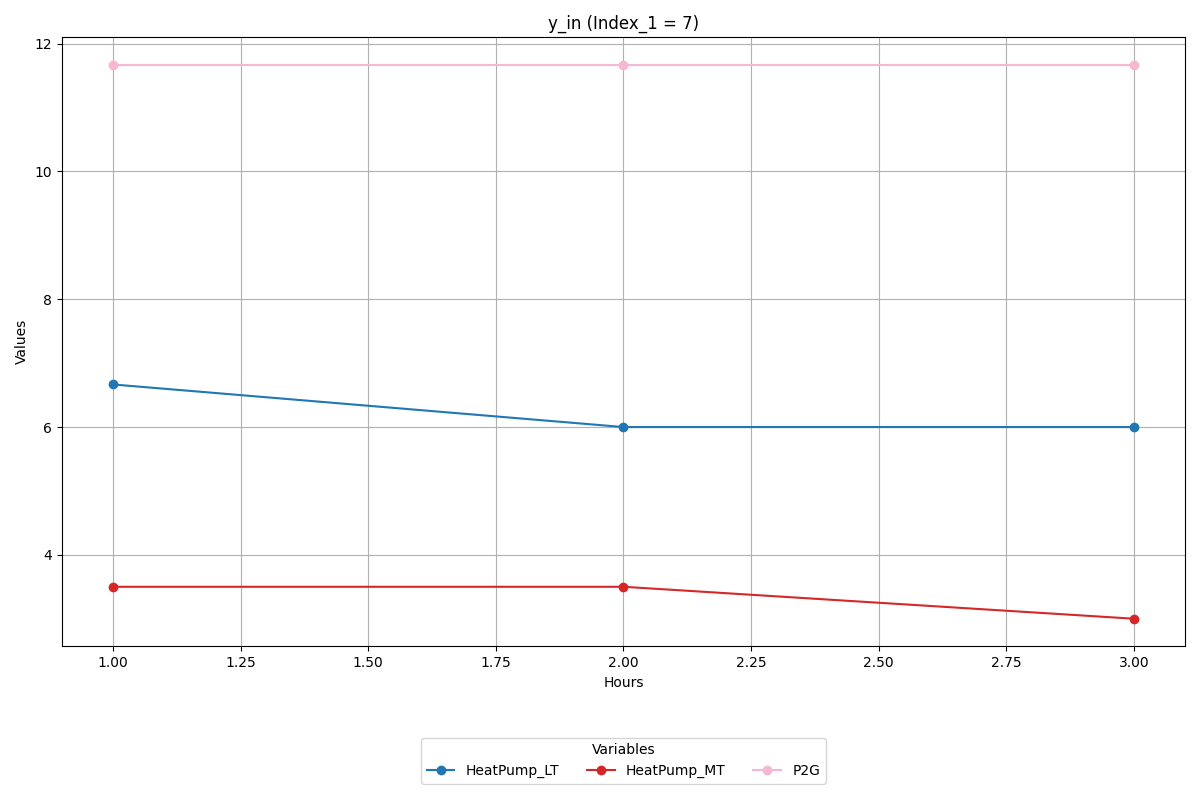 y_in (Index_1 = 7)
12
10
8
6
4
Values
1.00 1.25 1.50 1.75 2.00 2.25 2.50 2.75 3.00
Hours
Variables
HeatPump_LT HeatPump_MT P2G